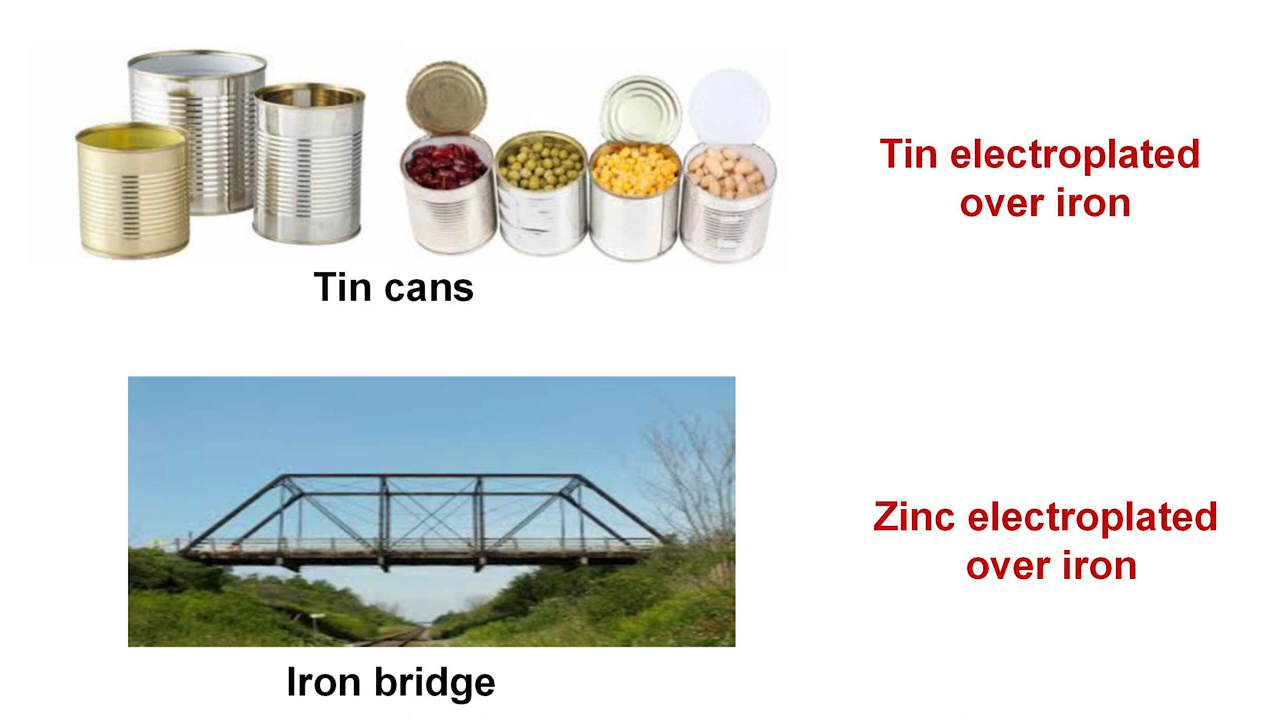 Tin electroplated
over iron
Tin cans
Zinc electroplated
over iron
Iron bridge